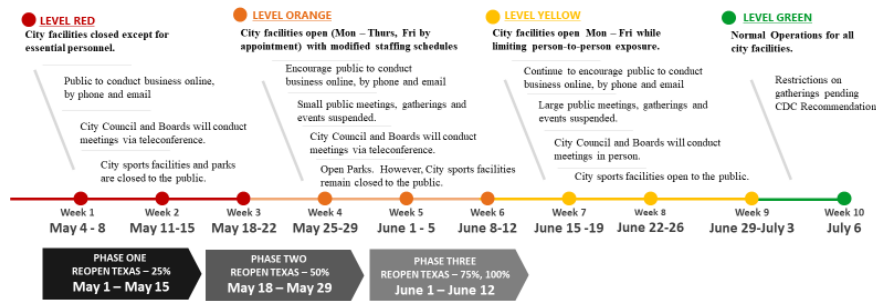 LEVEL RED
City facilities closed except for
essential personnel.
Public to conduct business online,
by phone and email
City Council and Boards will conduct
meetings via teleconference.
City sports facilities and parks
are closed to the public.
LEVEL ORANGE
City facilities open (Mon – Thurs, Fri by
appointment) with modified staffing schedules
Encourage public to conduct
business online, by phone and email
Small public meetings, gatherings and
events suspended.
City Council and Boards will conduct
meetings via teleconference.
Open Parks. However, City sports facilities
remain closed to the public.
LEVEL YELLOW
City facilities open Mon – Fri while
limiting person-to-person exposure.
Continue to encourage public to conduct
business online, by phone and email
Large public meetings, gatherings and
events suspended.
City Council and Boards will conduct
meetings in person.
City sports facilities open to the public.
LEVEL GREEN
Normal Operations for all
city facilities.
Restrictions on
gatherings pending
CDC Recommendation
Week 1
May 4 - 8
Week 2
May 11-15
Week 3
May 18-22
Week 4
May 25-29
Week 5
June 1 - 5
Week 6
June 8-12
Week 7
June 15 -19
Week 8
June 22-26
Week 9
June 29-July 3
Week 10
July 6
PHASE ONE
REOPEN TEXAS – 25%
May 1 – May 15
PHASE TWO
REOPEN TEXAS – 50%
May 18 – May 29
PHASE THREE
REOPEN TEXAS – 75%, 100%
June 1 – June 12